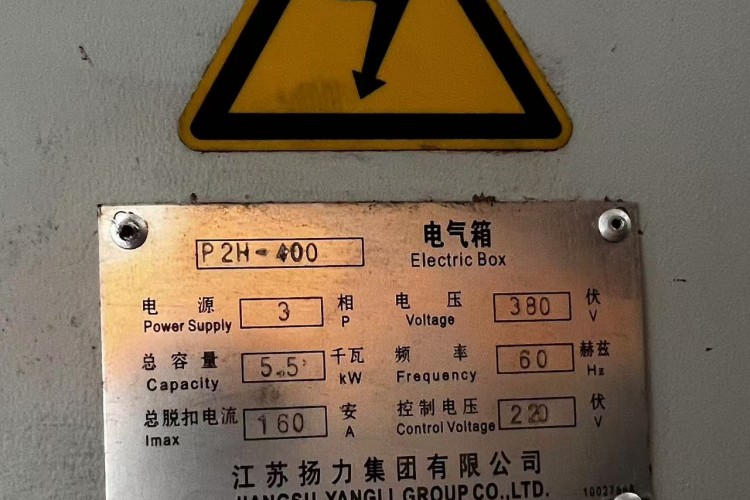 P2H-400 电气箱
Electric Box
电源 3 相 电压 380 伏
Power Supply P Voltage V
总容量 5.5 千瓦 频率 60 赫兹
Capacity kW Frequency Hz
总脱扣电流 160 安 控制电压 220 伏
Imax A Control Voltage V
江苏扬力集团有限公司
JIANGSU YANGLI GROUP CO.,LTD.